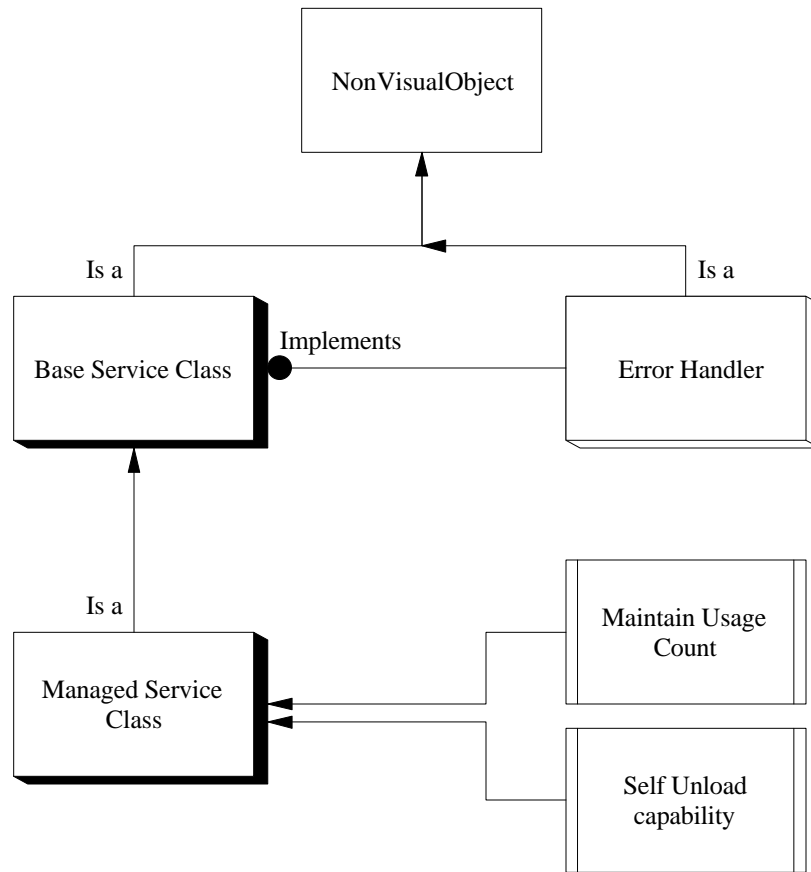 NonVisualObject
Is a
Is a
Implements
Base Service Class
Error Handler
Is a
Maintain Usage
Count
Managed Service
Class
Self Unload
capability